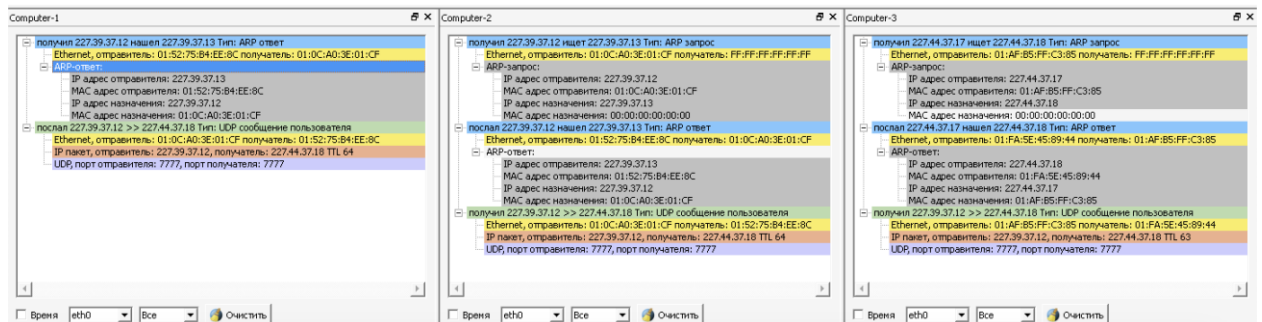 Computer-1
получил 227.39.37.12 нашел 227.39.37.13 Тип: ARP ответ
Ethernet, отправитель: 01:52:75:B4:EE:8C получатель: 01:0C:A0:3E:01:CF
ARP-ответ:
IP адрес отправителя: 227.39.37.13
MAC адрес отправителя: 01:52:75:B4:EE:8C
IP адрес назначения: 227.39.37.12
MAC адрес назначения: 01:0C:A0:3E:01:CF
послал 227.39.37.12 >> 227.44.37.18 Тип: UDP сообщение пользователя
Ethernet, отправитель: 01:0C:A0:3E:01:CF получатель: 01:52:75:B4:EE:8C
IP пакет, отправитель: 227.39.37.12, получатель: 227.44.37.18 TTL 64
UDP, порт отправителя: 7777, порт получателя: 7777
Время eth0 Все Очистить
Computer-2
получил 227.39.37.12 ищет 227.39.37.13 Тип: ARP запрос
Ethernet, отправитель: 01:0C:A0:3E:01:CF получатель: FF:FF:FF:FF:FF:FF
ARP-запрос:
IP адрес отправителя: 227.39.37.12
MAC адрес отправителя: 01:0C:A0:3E:01:CF
IP адрес назначения: 227.39.37.13
MAC адрес назначения: 00:00:00:00:00:00
послал 227.39.37.12 нашел 227.39.37.13 Тип: ARP ответ
Ethernet, отправитель: 01:52:75:B4:EE:8C получатель: 01:0C:A0:3E:01:CF
ARP-ответ:
IP адрес отправителя: 227.39.37.13
MAC адрес отправителя: 01:52:75:B4:EE:8C
IP адрес назначения: 227.39.37.12
MAC адрес назначения: 01:0C:A0:3E:01:CF
получил 227.39.37.12 >> 227.44.37.18 Тип: UDP сообщение пользователя
Ethernet, отправитель: 01:0C:A0:3E:01:CF получатель: 01:52:75:B4:EE:8C
IP пакет, отправитель: 227.39.37.12, получатель: 227.44.37.18 TTL 64
UDP, порт отправителя: 7777, порт получателя: 7777
Время eth0 Все Очистить
Computer-3
получил 227.44.37.17 ищет 227.44.37.18 Тип: ARP запрос
Ethernet, отправитель: 01:AF:B5:FF:C3:85 получатель: FF:FF:FF:FF:FF:FF
ARP-запрос:
IP адрес отправителя: 227.44.37.17
MAC адрес отправителя: 01:AF:B5:FF:C3:85
IP адрес назначения: 227.44.37.18
MAC адрес назначения: 00:00:00:00:00:00
послал 227.44.37.17 нашел 227.44.37.18 Тип: ARP ответ
Ethernet, отправитель: 01:FA:5E:45:89:44 получатель: 01:AF:B5:FF:C3:85
ARP-ответ:
IP адрес отправителя: 227.44.37.18
MAC адрес отправителя: 01:FA:5E:45:89:44
IP адрес назначения: 227.44.37.17
MAC адрес назначения: 01:AF:B5:FF:C3:85
получил 227.39.37.12 >> 227.44.37.18 Тип: UDP сообщение пользователя
Ethernet, отправитель: 01:AF:B5:FF:C3:85 получатель: 01:FA:5E:45:89:44
IP пакет, отправитель: 227.39.37.12, получатель: 227.44.37.18 TTL 63
UDP, порт отправителя: 7777, порт получателя: 7777
Время eth0 Все Очистить